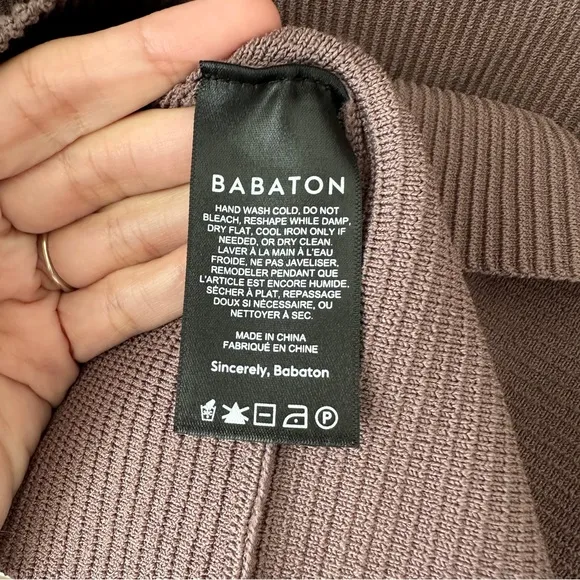 BABATON
HAND WASH COLD, DO NOT
BLEACH, RESHAPE WHILE DAMP,
DRY FLAT, COOL IRON ONLY IF
NEEDED, OR DRY CLEAN.
LAVER À LA MAIN À L'EAU
FROIDE, NE PAS JAVELISER,
REMODELER PENDANT QUE
L'ARTICLE EST ENCORE HUMIDE,
SÉCHER À PLAT, REPASSAGE
DOUX SI NÉCESSAIRE, OU
NETTOYER À SEC.
MADE IN CHINA
FABRIQUÉ EN CHINE
Sincerely, Babaton
P